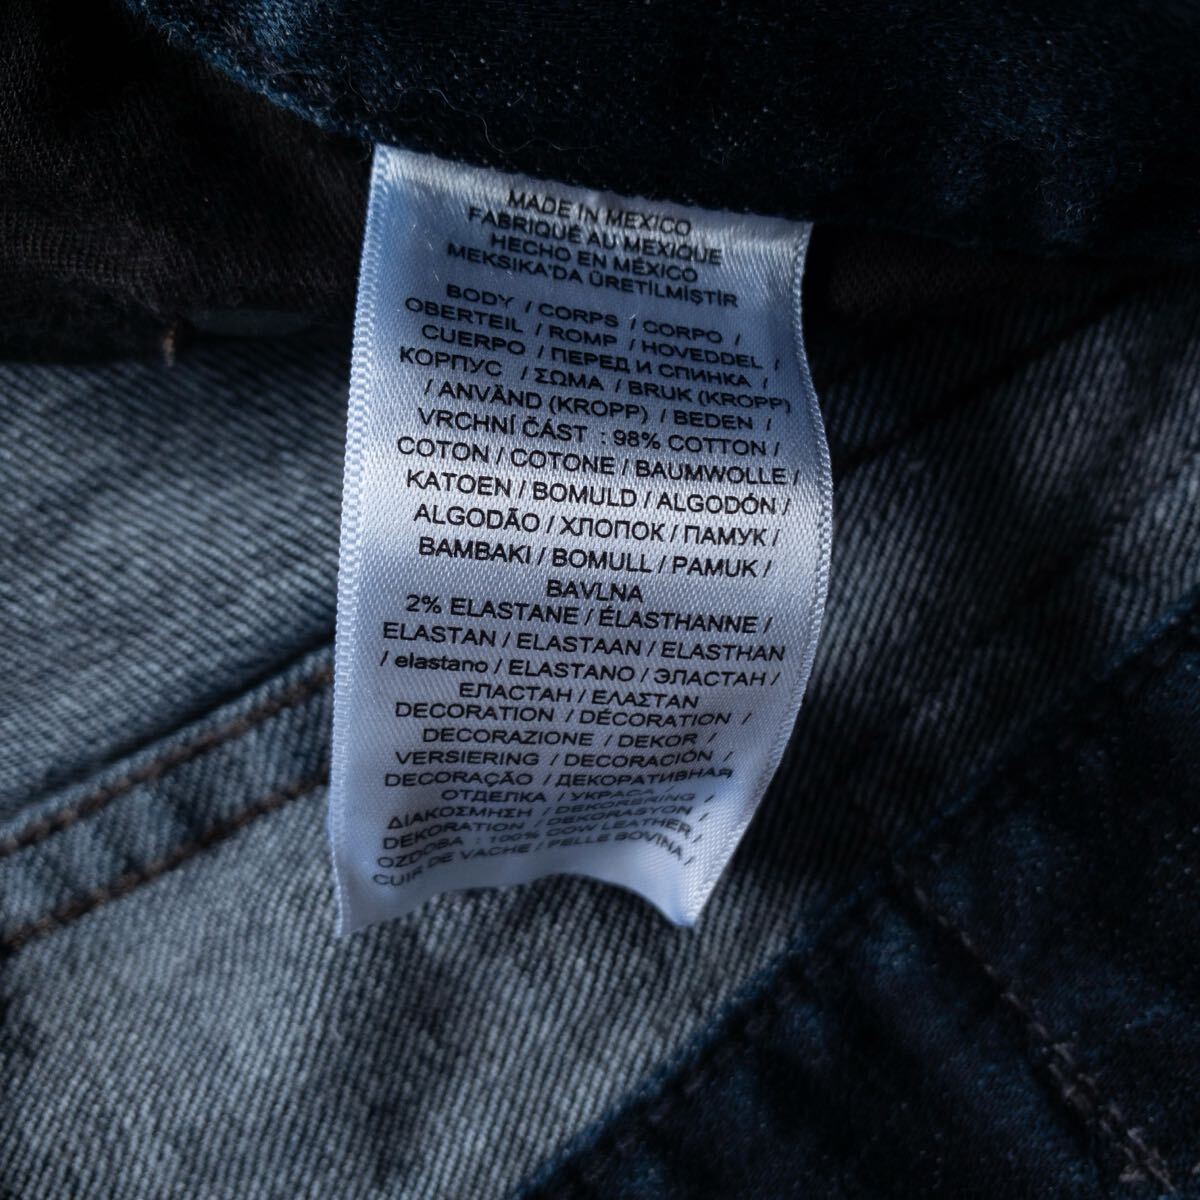 MADE IN MEXICO
FABRIQUÉ AU MEXIQUE
HECHO EN MÉXICO
MEKSIKA'DA ÜRETİLMİŞTİR
BODY / CORPS / CORPO /
OBERTEIL / ROMP / HOVEDDEL /
CUERPO / ПЕРЕД И СПИНКА /
КОРПУС / ΣΩΜΑ / BRUK (KROPP)
/ ANVÄND (KROPP) / BEDEN /
VRCHNÍ ČÁST : 98% COTTON /
COTON / COTONE / BAUMWOLLE /
KATOEN / BOMULD / ALGODÓN /
ALGODÃO / ХЛОПОК / ПАМУК /
BAMBAKI / BOMULL / PAMUK /
BAVLNA
2% ELASTANE / ÉLASTHANNE /
ELASTAN / ELASTAAN / ELASTHAN
/ elastano / ELASTANO / ЭЛАСТАН /
ЕЛАСТАН / ΕΛΑΣΤΑΝ
DECORATION / DÉCORATION /
DECORAZIONE / DEKOR /
VERSIERING / DECORACIÓN /
DECORAÇÃO / ДЕКОРАТИВНАЯ
ОТДЕЛКА / УКРАСА /
ΔΙΑΚΟΣΜΗΣΗ / DEKORERING /
DEKORATION / DEKORASYON /
OZDOBA : 100% COW LEATHER /
CUIR DE VACHE / PELLE BOVINA /